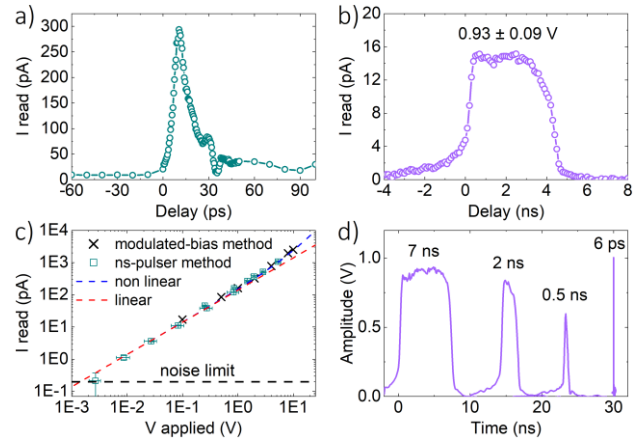 a)
300
250
200
150
100
50
0
I read (pA)
-60 -30 0 30 60 90
Delay (ps)
b)
0.93 ± 0.09 V
20
16
12
8
4
0
I read (pA)
-4 -2 0 2 4 6 8
Delay (ns)
c)
1E4
1E3
1E2
1E1
1E0
1E-1
I read (pA)
modulated-bias method
ns-pulser method
non linear
linear
noise limit
1E-3 1E-2 1E-1 1E0 1E1
V applied (V)
d)
7 ns
2 ns
0.5 ns
6 ps
1.0
0.5
0.0
Amplitude (V)
0 10 20 30
Time (ns)